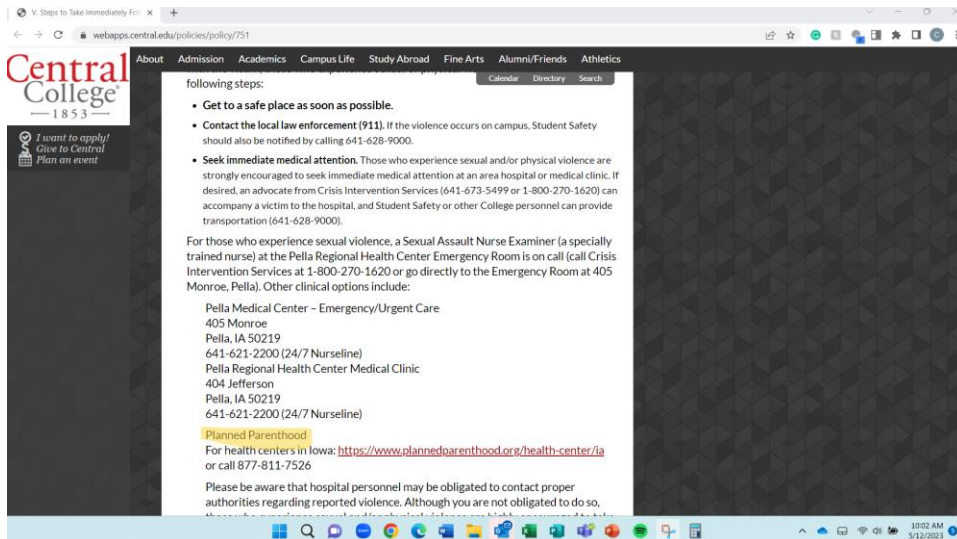 V. Steps to Take Immediately Fol
webapps.central.edu/policies/policy/751
Central
College
1853
I want to apply!
Give to Central
Plan an event
About Admission Academics Campus Life Study Abroad Fine Arts Alumni/Friends Athletics
Calendar Directory Search
following steps:
• Get to a safe place as soon as possible.
• Contact the local law enforcement (911). If the violence occurs on campus, Student Safety
should also be notified by calling 641-628-9000.
• Seek immediate medical attention. Those who experience sexual and/or physical violence are
strongly encouraged to seek immediate medical attention at an area hospital or medical clinic. If
desired, an advocate from Crisis Intervention Services (641-673-5499 or 1-800-270-1620) can
accompany a victim to the hospital, and Student Safety or other College personnel can provide
transportation (641-628-9000).
For those who experience sexual violence, a Sexual Assault Nurse Examiner (a specially
trained nurse) at the Pella Regional Health Center Emergency Room is on call (call Crisis
Intervention Services at 1-800-270-1620 or go directly to the Emergency Room at 405
Monroe, Pella). Other clinical options include:
Pella Medical Center – Emergency/Urgent Care
405 Monroe
Pella, IA 50219
641-621-2200 (24/7 Nurseline)
Pella Regional Health Center Medical Clinic
404 Jefferson
Pella, IA 50219
641-621-2200 (24/7 Nurseline)
Planned Parenthood
For health centers in Iowa: https://www.plannedparenthood.org/health-center/ia
or call 877-811-7526
Please be aware that hospital personnel may be obligated to contact proper
authorities regarding reported violence. Although you are not obligated to do so,
10:02 AM
5/12/2023